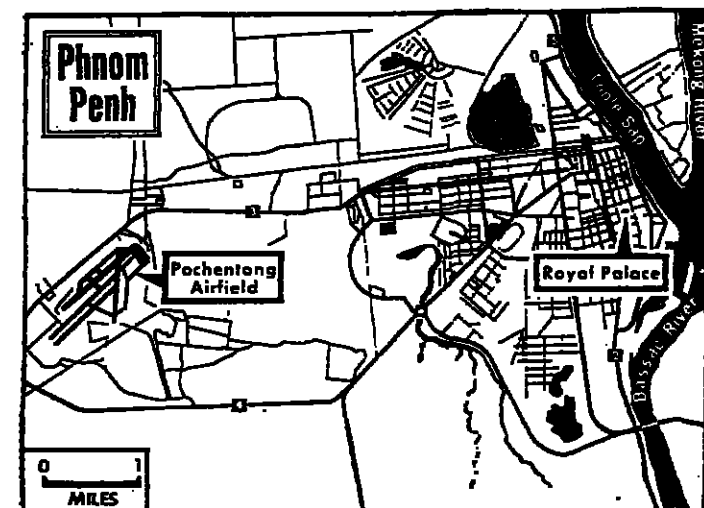 Phnom
Penh
Tonle Sap
Mekong River
Pochentong
Airfield
Royal Palace
Bassac River
0 1
MILES